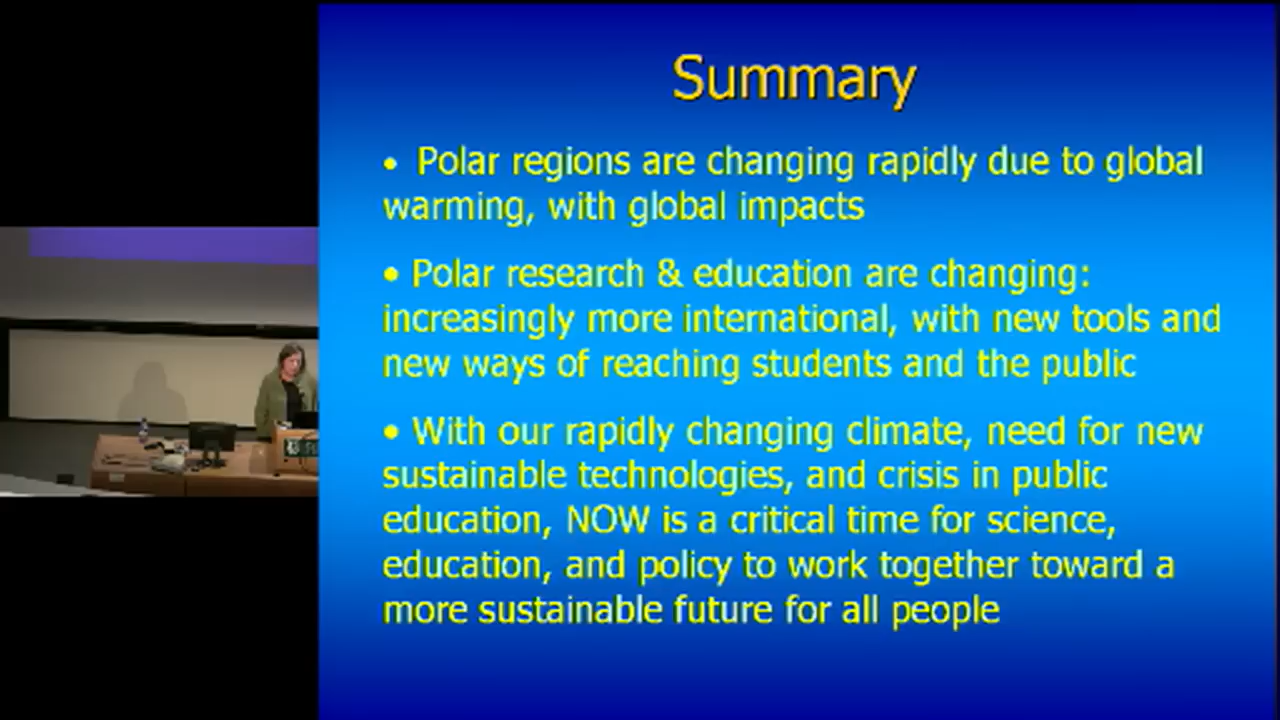 Summary
• Polar regions are changing rapidly due to global
warming, with global impacts
• Polar research & education are changing:
increasingly more international, with new tools and
new ways of reaching students and the public
• With our rapidly changing climate, need for new
sustainable technologies, and crisis in public
education, NOW is a critical time for science,
education, and policy to work together toward a
more sustainable future for all people